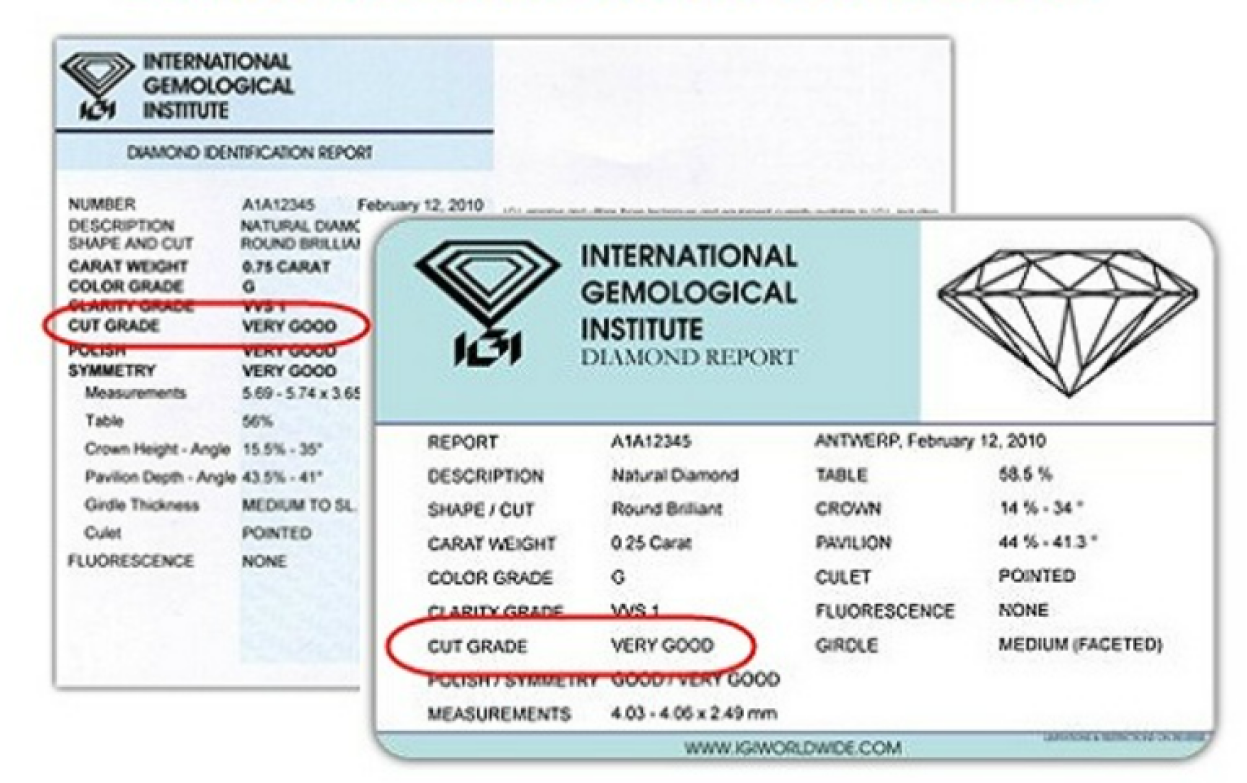 INTERNATIONAL
GEMOLOGICAL
INSTITUTE
IGI
DIAMOND IDENTIFICATION REPORT
NUMBER A1A12345 February 12, 2010
DESCRIPTION NATURAL DIAMO
SHAPE AND CUT ROUND BRILLIAN
CARAT WEIGHT 0.75 CARAT
COLOR GRADE G
CLARITY GRADE VVS 1
CUT GRADE VERY GOOD
POLISH VERY GOOD
SYMMETRY VERY GOOD
Measurements 5.69 - 5.74 x 3.65
Table 56%
Crown Height - Angle 15.5% - 35°
Pavilion Depth - Angle 43.5% - 41°
Girdle Thickness MEDIUM TO SL.
Culet POINTED
FLUORESCENCE NONE
INTERNATIONAL
GEMOLOGICAL
INSTITUTE
IGI
DIAMOND REPORT
REPORT A1A12345 ANTWERP, February 12, 2010
DESCRIPTION Natural Diamond TABLE 58.5 %
SHAPE / CUT Round Brilliant CROWN 14 % - 34 °
CARAT WEIGHT 0.25 Carat PAVILION 44 % - 41.3 °
COLOR GRADE G CULET POINTED
CLARITY GRADE VVS 1 FLUORESCENCE NONE
CUT GRADE VERY GOOD GIRDLE MEDIUM (FACETED)
POLISH / SYMMETRY GOOD / VERY GOOD
MEASUREMENTS 4.03 - 4.05 x 2.49 mm
WWW.IGIWORLDWIDE.COM